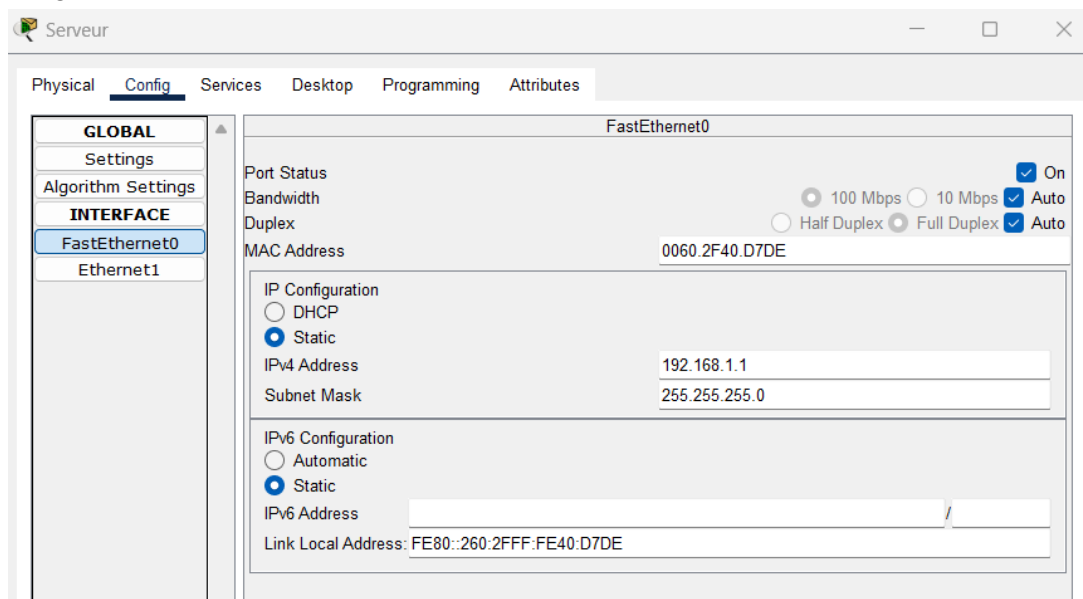 Serveur
Physical Config Services Desktop Programming Attributes
GLOBAL
Settings
Algorithm Settings
INTERFACE
FastEthernet0
Ethernet1
FastEthernet0
Port Status On
Bandwidth 100 Mbps 10 Mbps Auto
Duplex Half Duplex Full Duplex Auto
MAC Address 0060.2F40.D7DE
IP Configuration
DHCP
Static
IPv4 Address 192.168.1.1
Subnet Mask 255.255.255.0
IPv6 Configuration
Automatic
Static
IPv6 Address /
Link Local Address: FE80::260:2FFF:FE40:D7DE